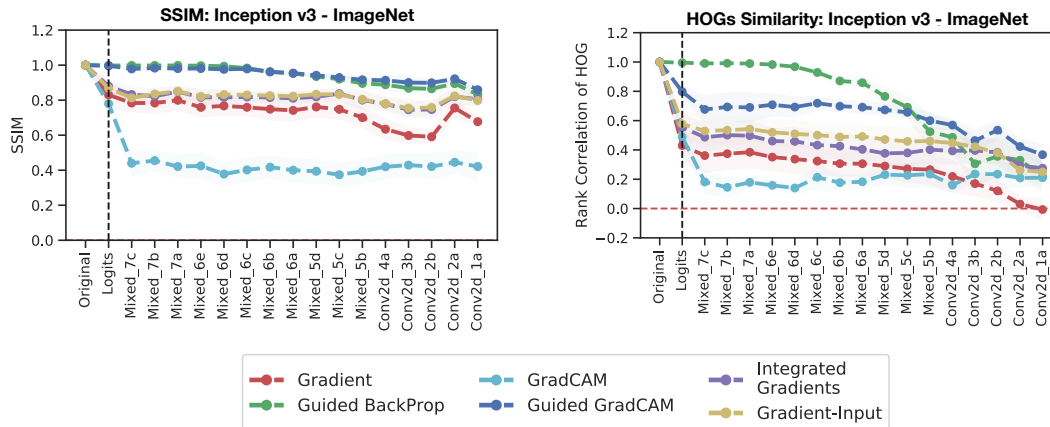 SSIM: Inception v3 - ImageNet
1.2
1.0
0.8
0.6
0.4
0.2
0.0
SSIM
Original
Logits
Mixed_7c
Mixed_7b
Mixed_7a
Mixed_6e
Mixed_6d
Mixed_6c
Mixed_6b
Mixed_6a
Mixed_5d
Mixed_5c
Mixed_5b
Conv2d_4a
Conv2d_3b
Conv2d_2b
Conv2d_2a
Conv2d_1a
HOGs Similarity: Inception v3 - ImageNet
1.2
1.0
0.8
0.6
0.4
0.2
0.0
−0.2
Rank Correlation of HOG
Original
Logits
Mixed_7c
Mixed_7b
Mixed_7a
Mixed_6e
Mixed_6d
Mixed_6c
Mixed_6b
Mixed_6a
Mixed_5d
Mixed_5c
Mixed_5b
Conv2d_4a
Conv2d_3b
Conv2d_2b
Conv2d_2a
Conv2d_1a
Gradient
Guided BackProp
GradCAM
Guided GradCAM
Integrated
Gradients
Gradient-Input